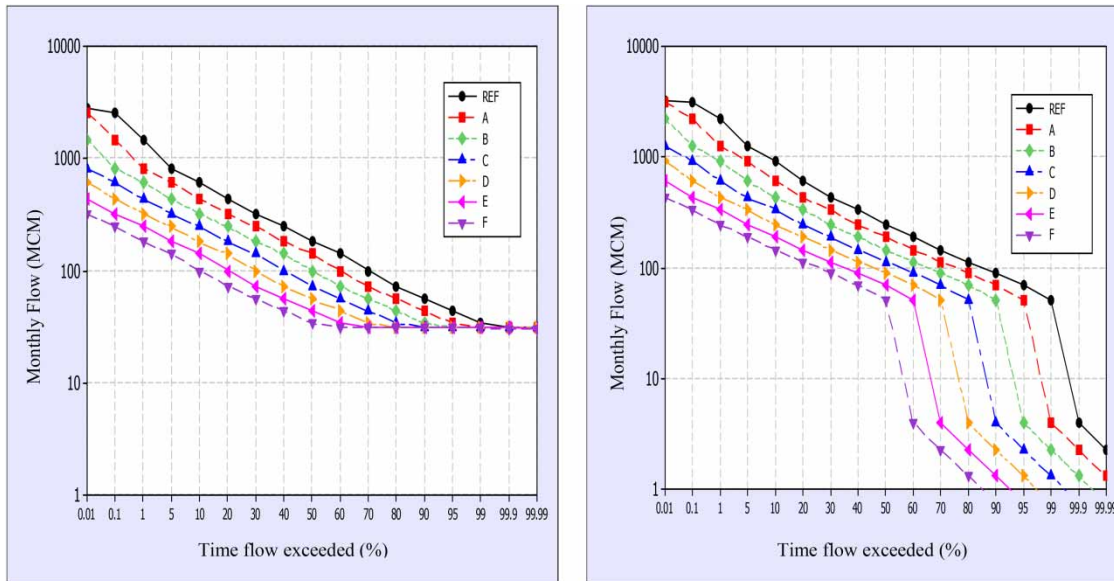 10000
1000
100
10
1
Monthly Flow (MCM)
REF
A
B
C
D
E
F
0.01 0.1 1 5 10 20 30 40 50 60 70 80 90 95 99 99.9 99.99
Time flow exceeded (%)
10000
1000
100
10
1
Monthly Flow (MCM)
REF
A
B
C
D
E
F
0.01 0.1 1 5 10 20 30 40 50 60 70 80 90 95 99 99.9 99.99
Time flow exceeded (%)